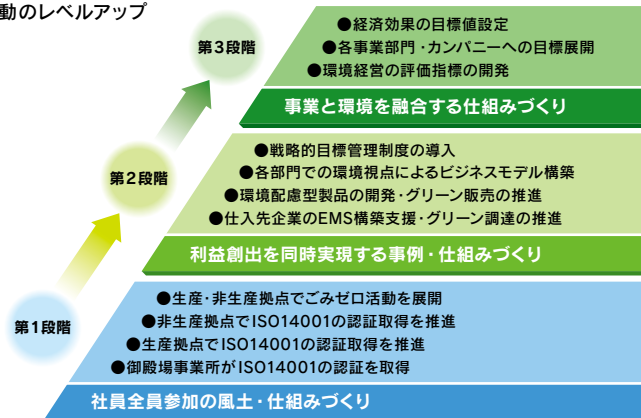 動のレベルアップ
第3段階
●経済効果の目標値設定
●各事業部門・カンパニーへの目標展開
●環境経営の評価指標の開発
事業と環境を融合する仕組みづくり
第2段階
●戦略的目標管理制度の導入
●各部門での環境視点によるビジネスモデル構築
●環境配慮型製品の開発・グリーン販売の推進
●仕入先企業のEMS構築支援・グリーン調達の推進
利益創出を同時実現する事例・仕組みづくり
第1段階
●生産・非生産拠点でごみゼロ活動を展開
●非生産拠点でISO14001の認証取得を推進
●生産拠点でISO14001の認証取得を推進
●御殿場事業所がISO14001の認証を取得
社員全員参加の風土・仕組みづくり